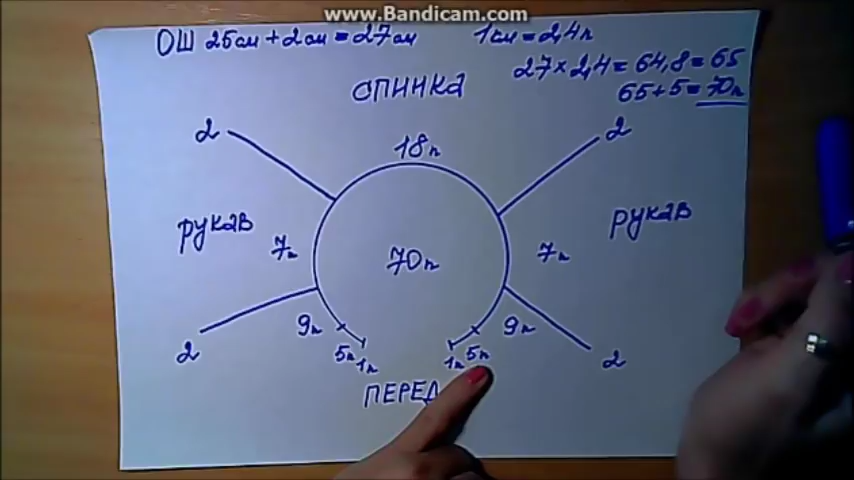 www.Bandicam.com
ОШ 25см + 2см = 27см 1см = 2,4п
27 × 2,4 = 64,8 = 65
65 + 5 = 70п
СПИНКА
2 18п 2
рукав рукав
7п 70п 7п
9п 9п
5п 1п 1п 5п
2 2
ПЕРЕД